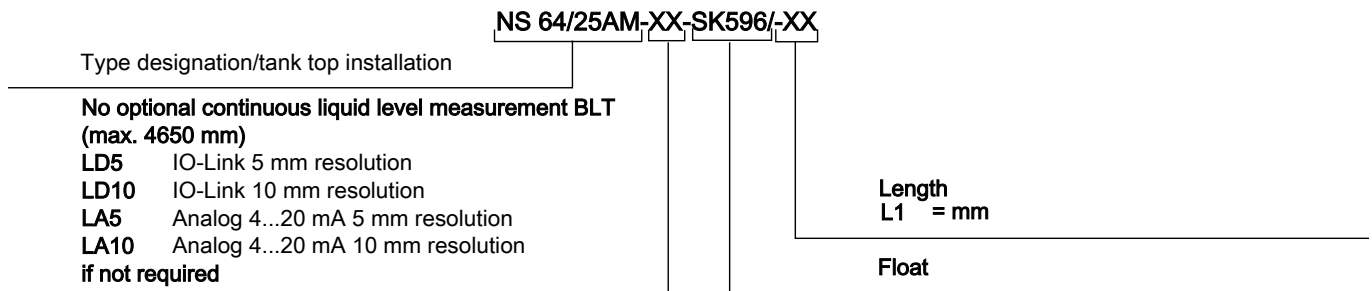 NS 64/25AM-XX-SK596/-XX
Type designation/tank top installation
No optional continuous liquid level measurement BLT
(max. 4650 mm)
LD5 IO-Link 5 mm resolution
LD10 IO-Link 10 mm resolution
LA5 Analog 4...20 mA 5 mm resolution
LA10 Analog 4...20 mA 10 mm resolution
if not required
Length
L1 = mm
Float